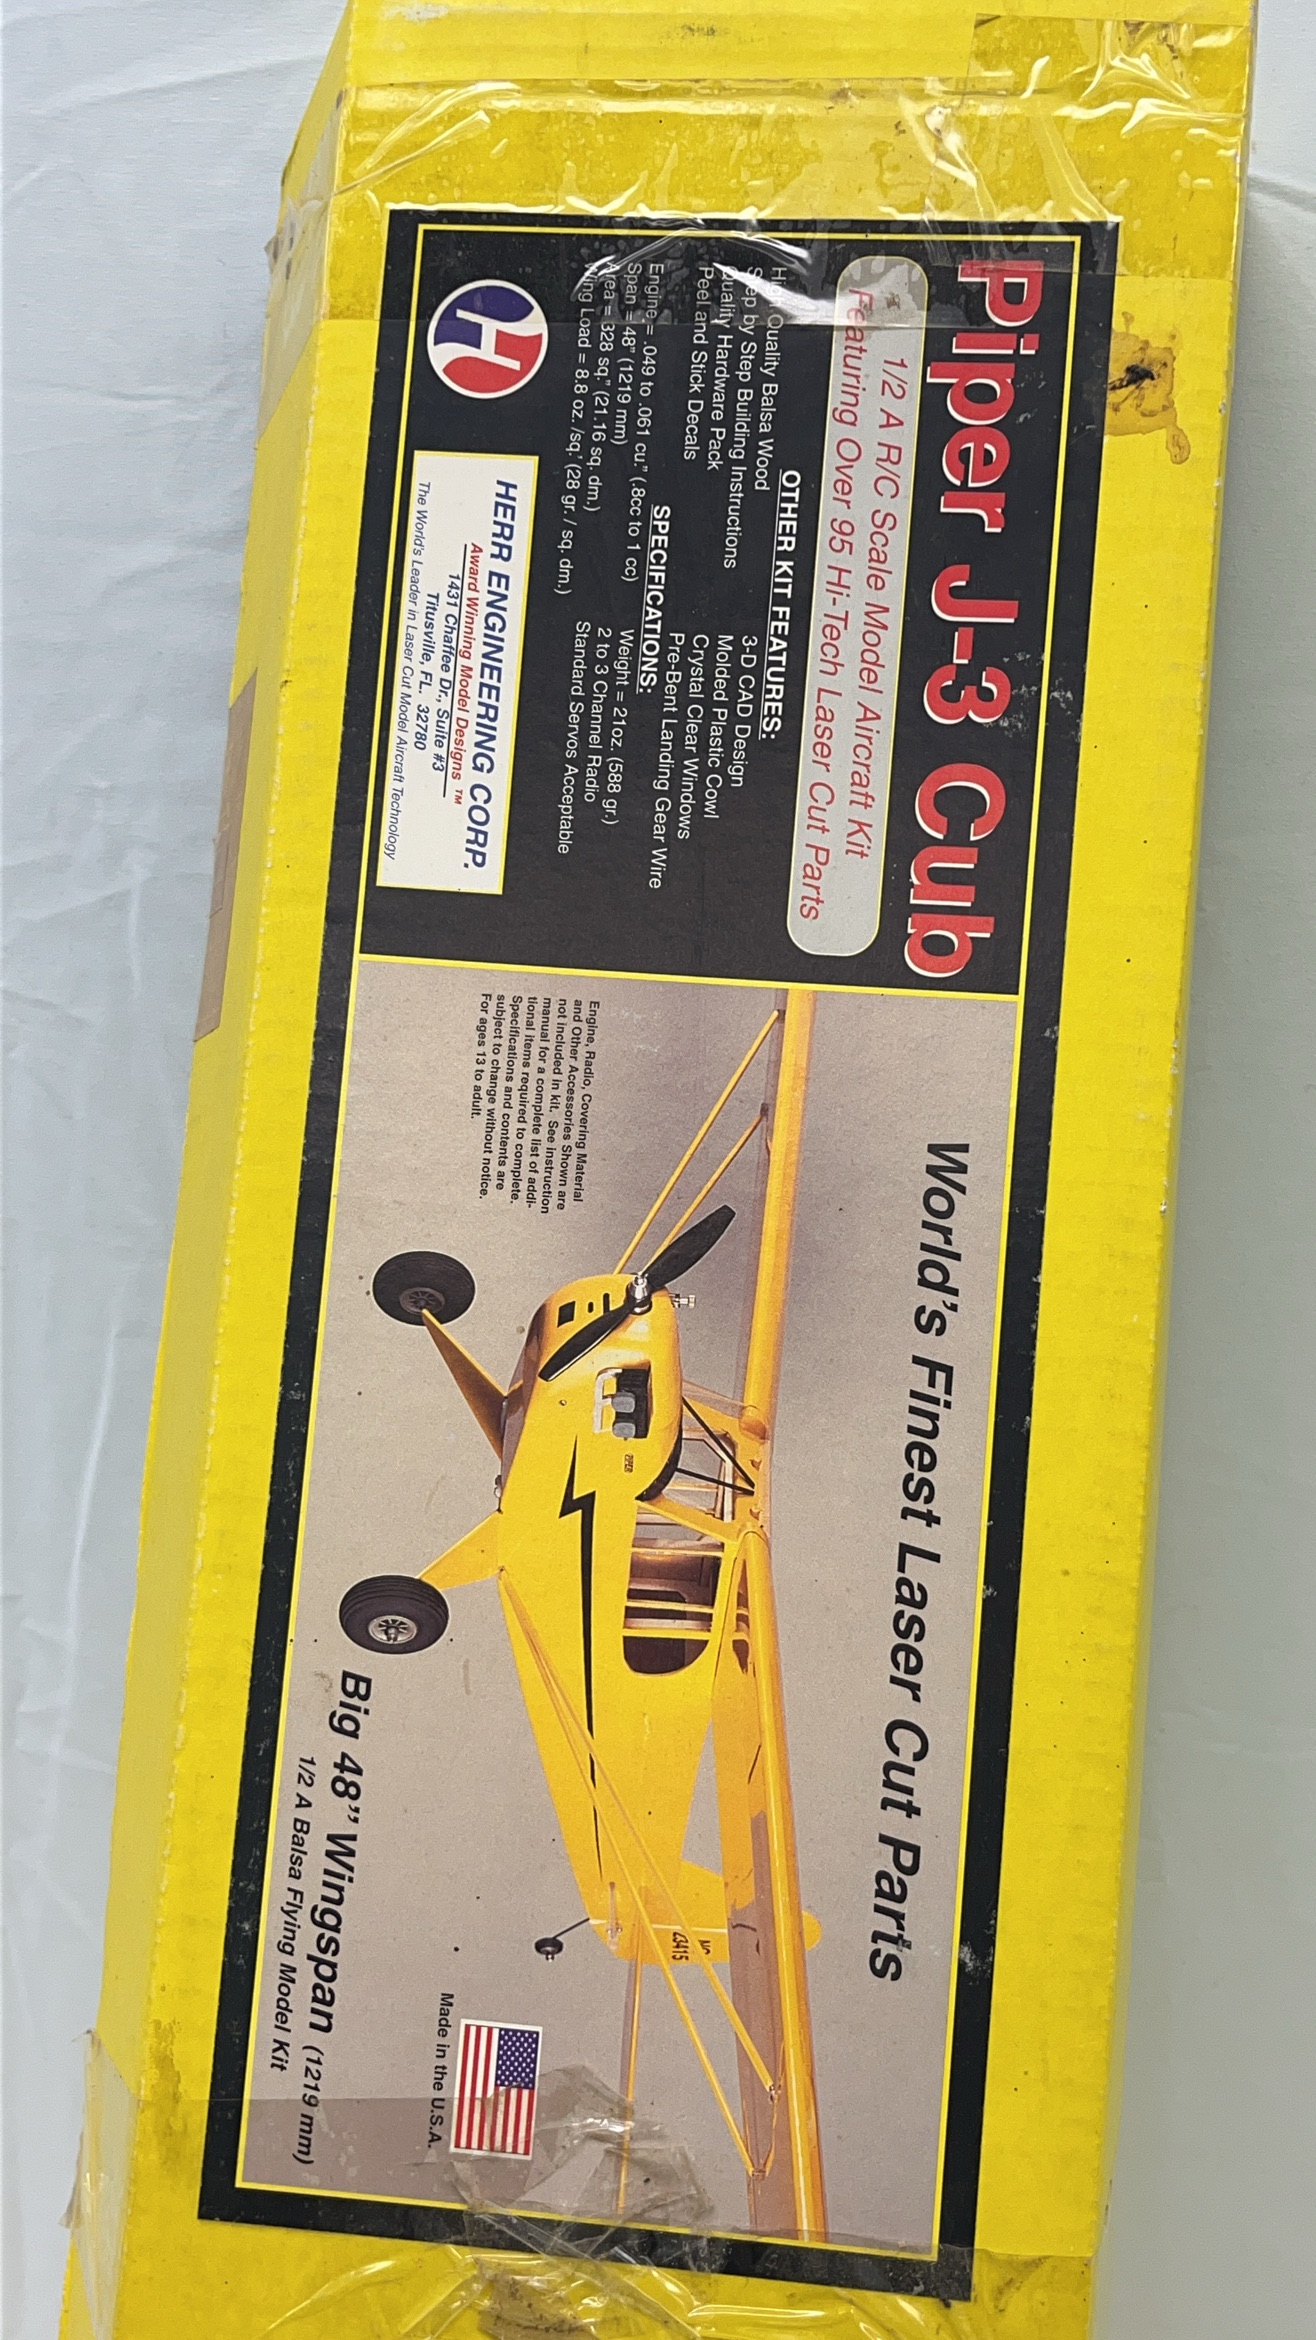 Piper J-3 Cub
1/2 A R/C Scale Model Aircraft Kit
Featuring Over 95 Hi-Tech Laser Cut Parts
OTHER KIT FEATURES:
High Quality Balsa Wood
Step by Step Building Instructions
Quality Hardware Pack
Peel and Stick Decals
3-D CAD Design
Molded Plastic Cowl
Crystal Clear Windows
Pre-Bent Landing Gear Wire
SPECIFICATIONS:
Engine = .049 to .061 cu." (.8cc to 1 cc)
Span = 48" (1219 mm)
Area = 328 sq." (21.16 sq. dm.)
Wing Load = 8.8 oz. /sq.' (28 gr. / sq. dm.)
Weight = 21oz. (588 gr.)
2 to 3 Channel Radio
Standard Servos Acceptable
H
HERR ENGINEERING CORP.
Award Winning Model Designs ™
1431 Chaffee Dr., Suite #3
Titusville, FL. 32780
The World's Leader in Laser Cut Model Aircraft Technology
World's Finest Laser Cut Parts
Engine, Radio, Covering Material
and Other Accessories Shown are
not included in kit. See instruction
manual for a complete list of addi-
tional items required to complete.
Specifications and contents are
subject to change without notice.
For ages 13 to adult.
Big 48" Wingspan (1219 mm)
1/2 A Balsa Flying Model Kit
Made in the U.S.A.